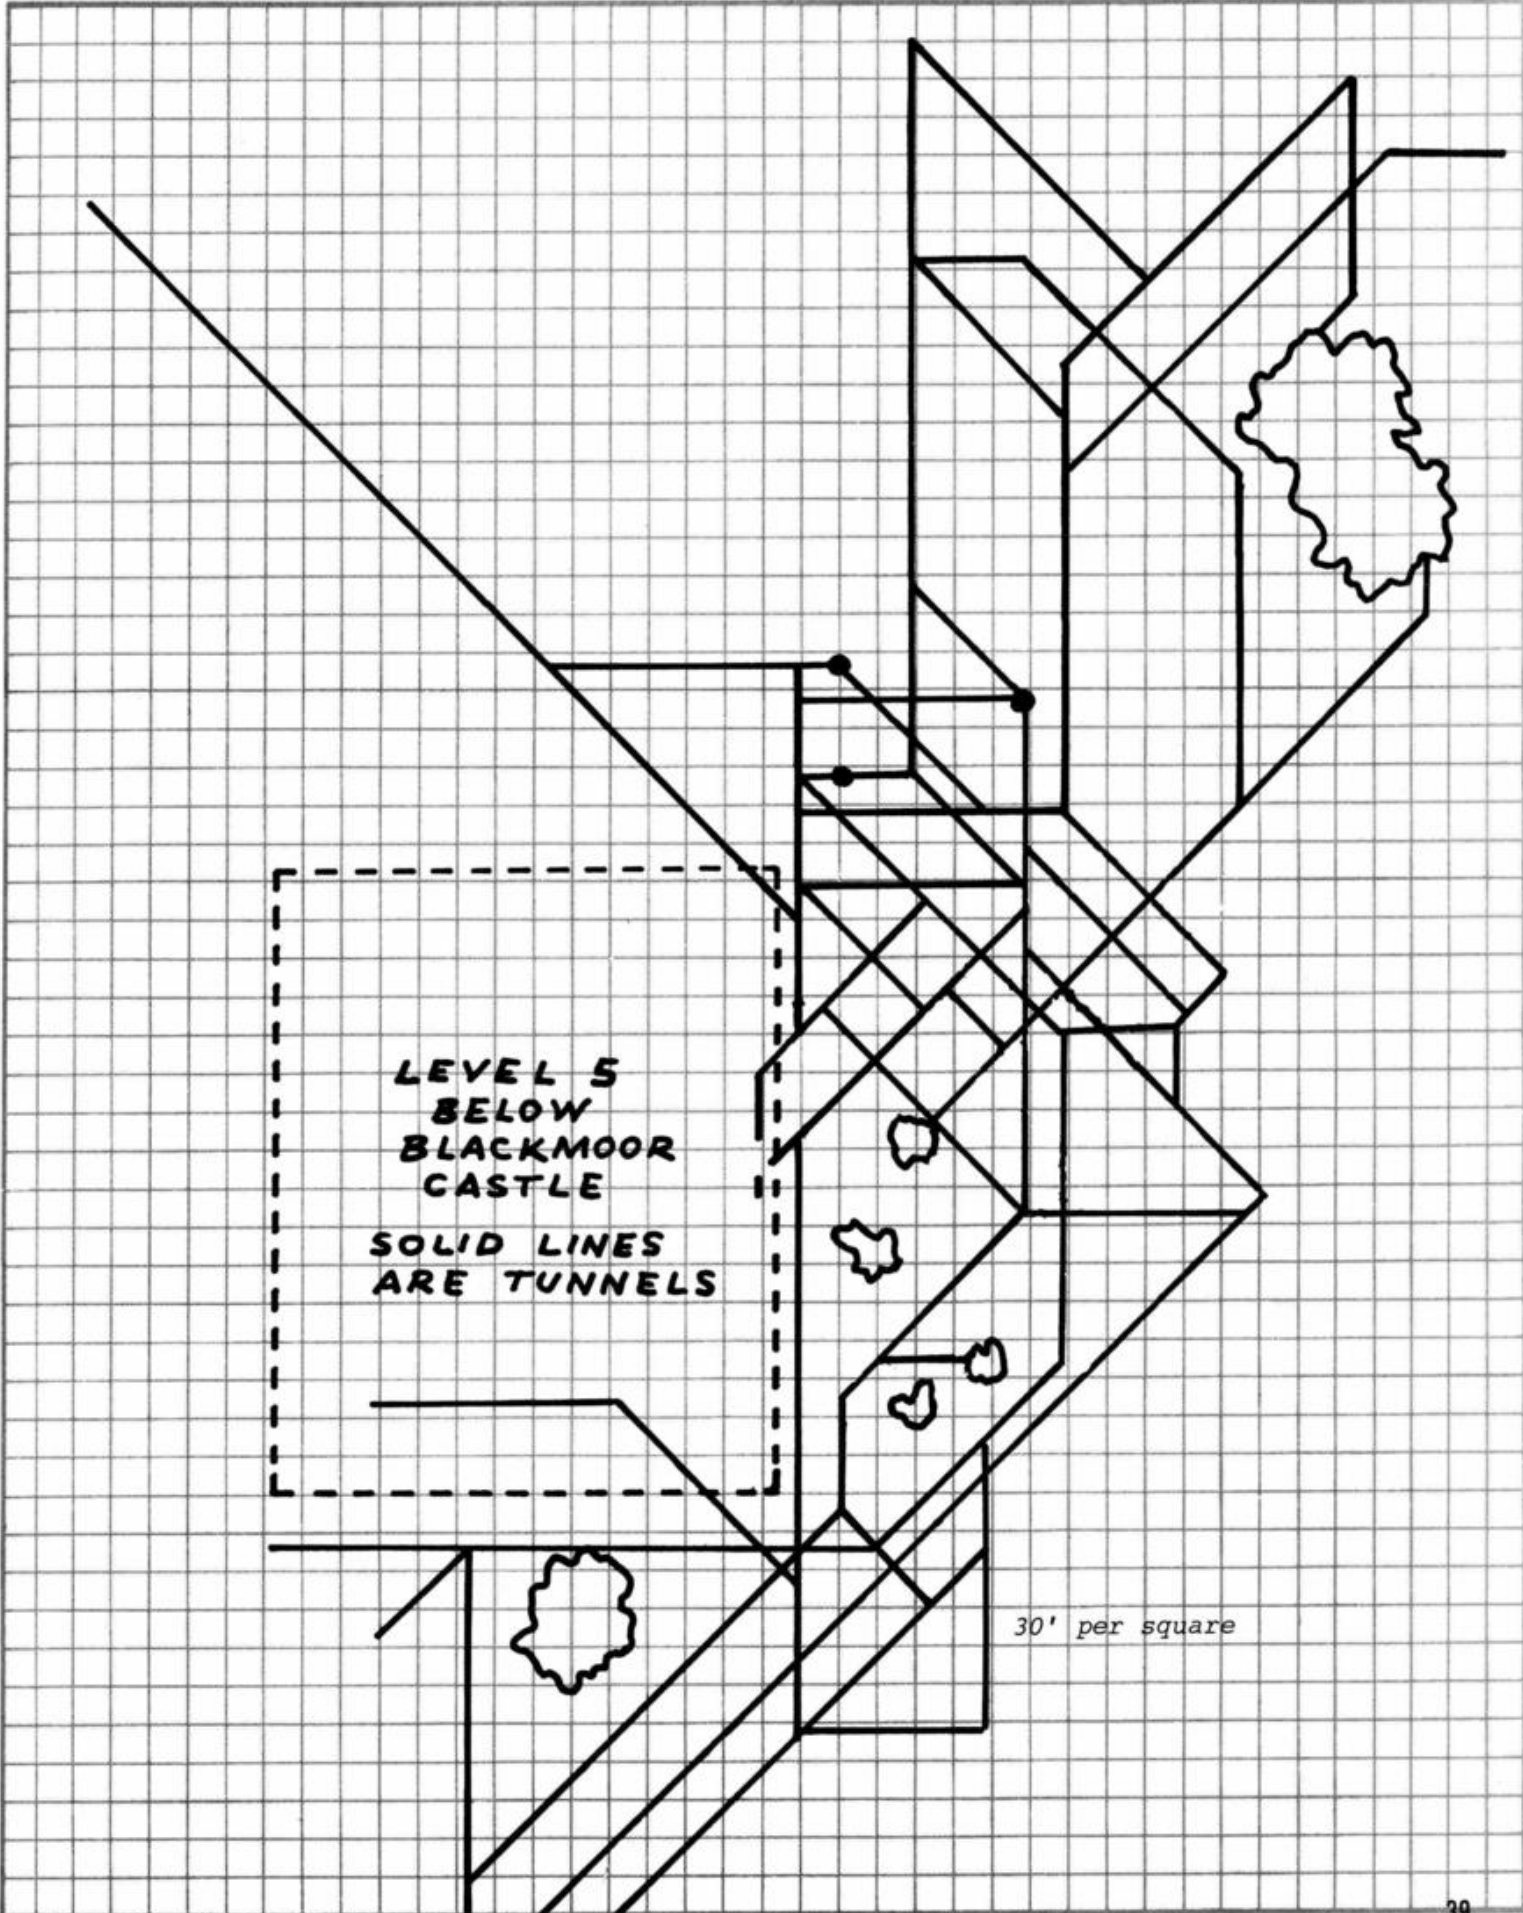 LEVEL 5
BELOW
BLACKMOOR
CASTLE
SOLID LINES
ARE TUNNELS
30' per square